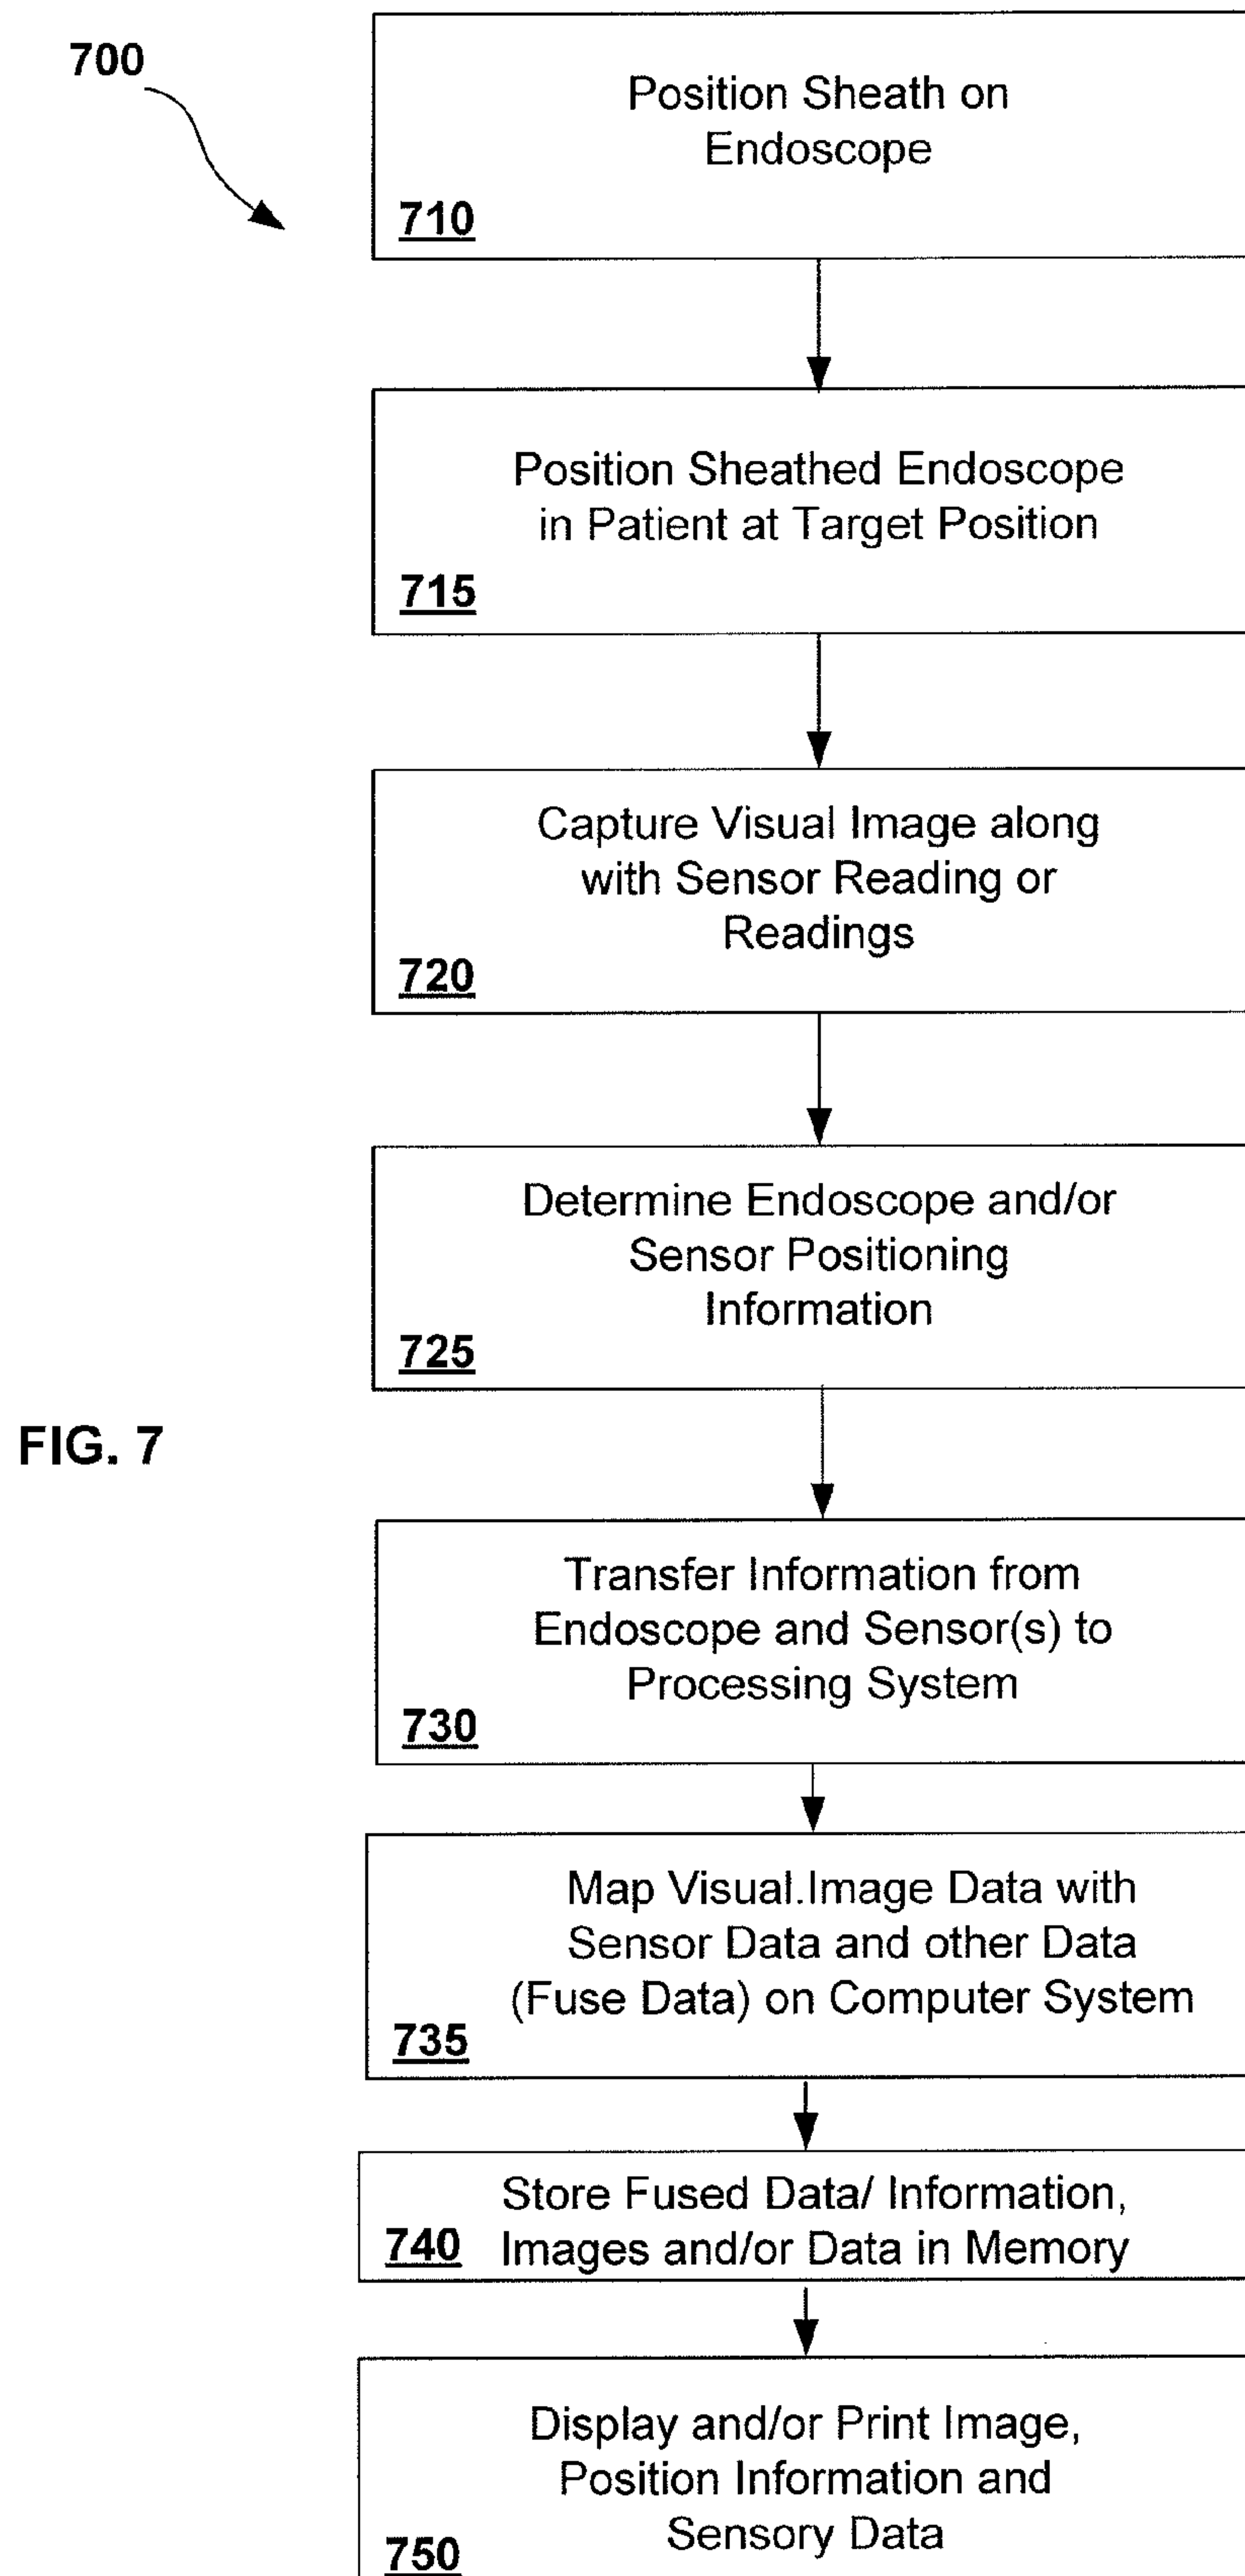 700
Position Sheath on
Endoscope
710
Position Sheathed Endoscope
in Patient at Target Position
715
Capture Visual Image along
with Sensor Reading or
Readings
720
Determine Endoscope and/or
Sensor Positioning
Information
725
FIG. 7
Transfer Information from
Endoscope and Sensor(s) to
Processing System
730
Map Visual.Image Data with
Sensor Data and other Data
(Fuse Data) on Computer System
735
Store Fused Data/ Information,
740 Images and/or Data in Memory
Display and/or Print Image,
Position Information and
Sensory Data
750